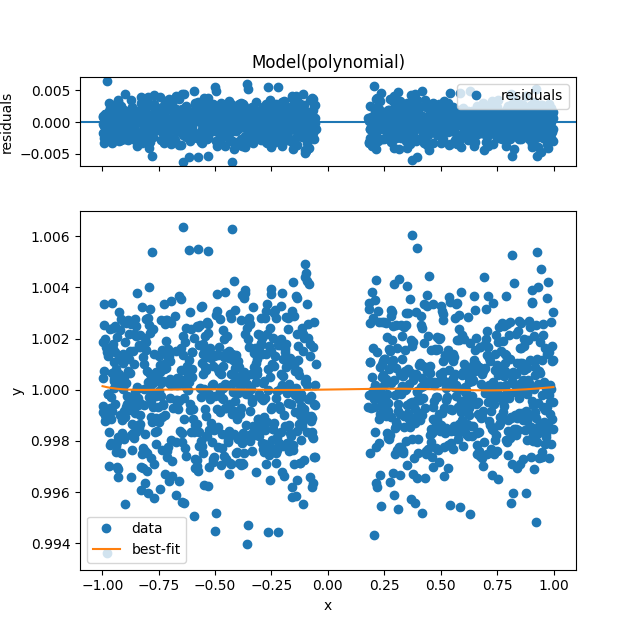 Model(polynomial)
0.005
0.000
−0.005
residuals
residuals
1.006
1.004
1.002
1.000
0.998
0.996
0.994
y
data
best-fit
−1.00 −0.75 −0.50 −0.25 0.00 0.25 0.50 0.75 1.00
x